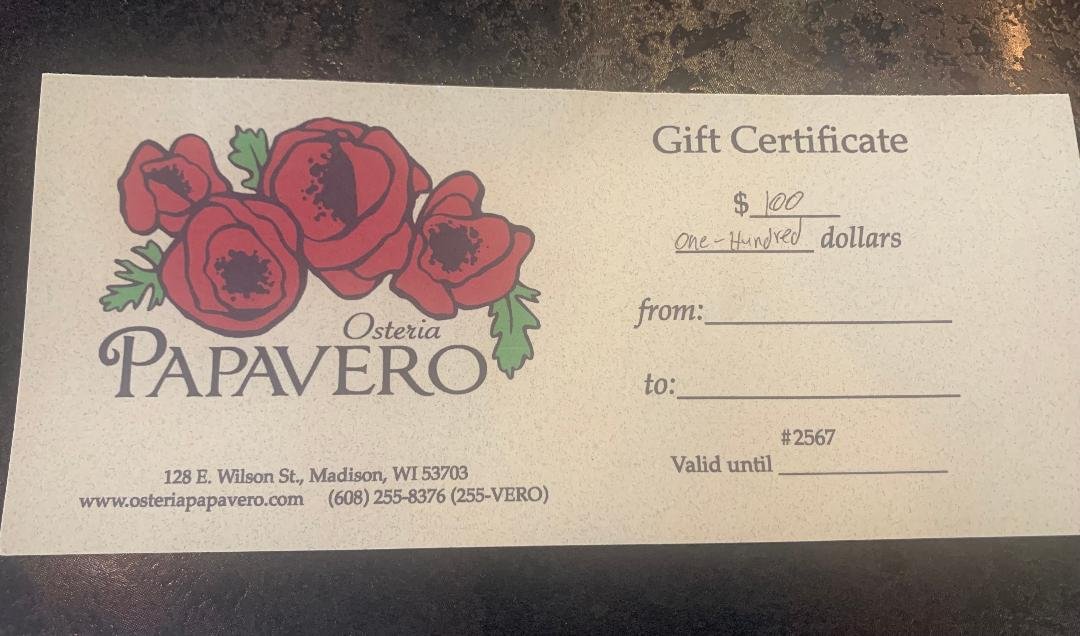 Osteria
PAPAVERO
128 E. Wilson St., Madison, WI 53703
www.osteriapapavero.com (608) 255-8376 (255-VERO)
Gift Certificate
$ 100
One-Hundred dollars
from:
to:
#2567
Valid until